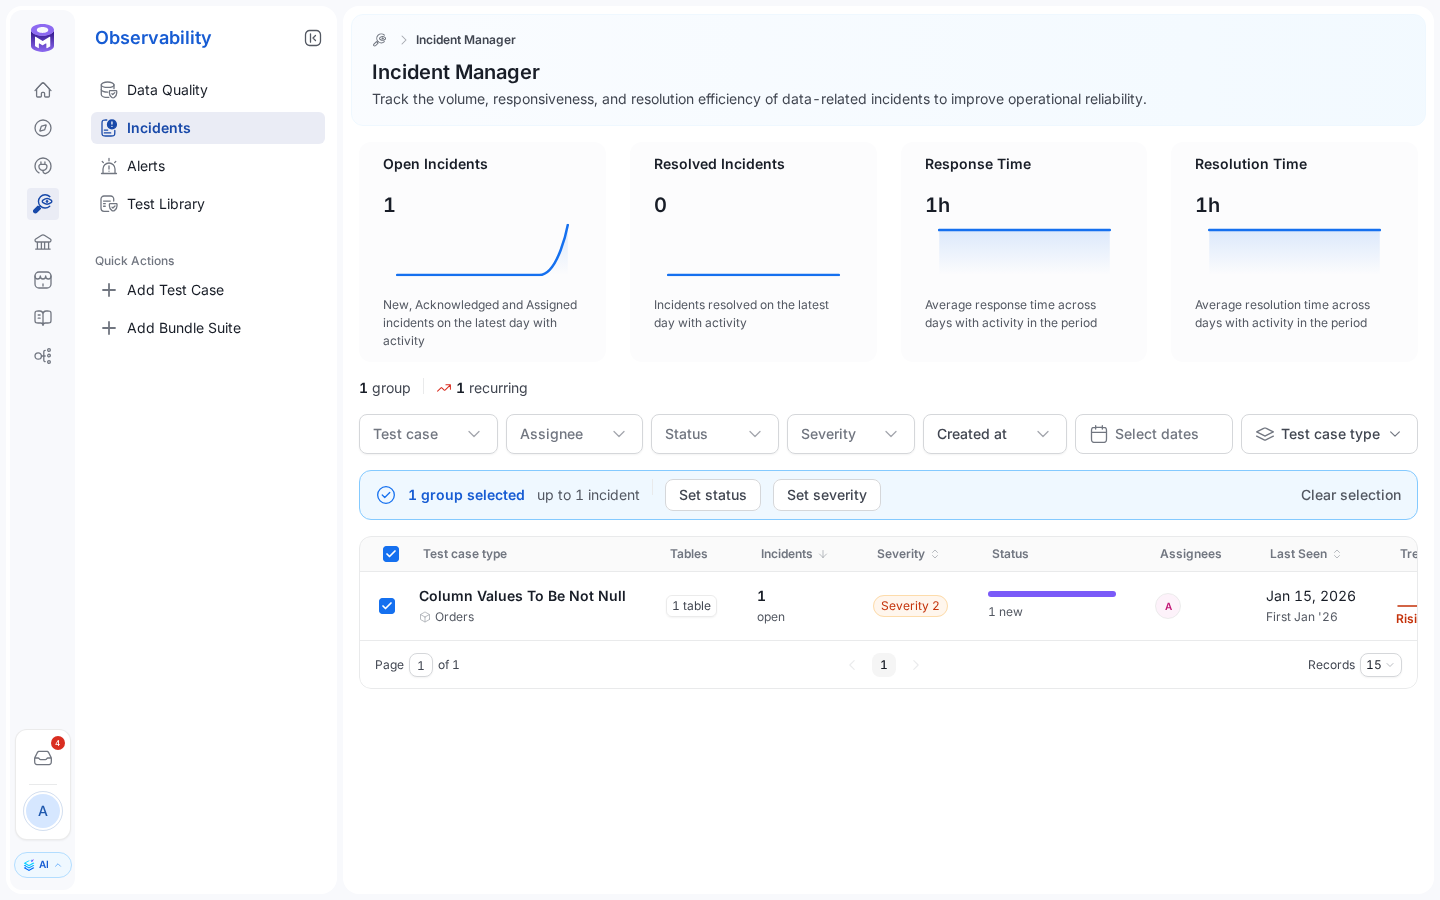 Observability
Data Quality
Incidents
Alerts
Test Library
Quick Actions
Add Test Case
Add Bundle Suite
4
A
AI
Incident Manager
Incident Manager
Track the volume, responsiveness, and resolution efficiency of data-related incidents to improve operational reliability.
Open Incidents
1
New, Acknowledged and Assigned
incidents on the latest day with
activity
Resolved Incidents
0
Incidents resolved on the latest
day with activity
Response Time
1h
Average response time across
days with activity in the period
Resolution Time
1h
Average resolution time across
days with activity in the period
1 group 1 recurring
Test case Assignee Status Severity Created at Select dates Test case type
1 group selected up to 1 incident Set status Set severity Clear selection
Test case type Tables Incidents Severity Status Assignees Last Seen Tre
Column Values To Be Not Null
Orders
1 table
1
open
Severity 2
1 new
A
Jan 15, 2026
First Jan '26
Risi
Page 1 of 1 1 Records 15